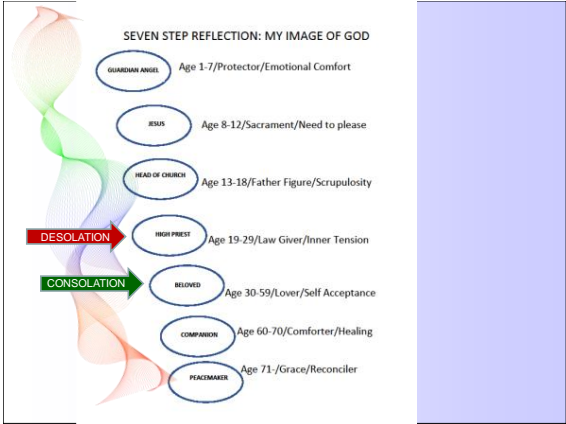 SEVEN STEP REFLECTION: MY IMAGE OF GOD
GUARDIAN ANGEL
Age 1-7/Protector/Emotional Comfort
JESUS
Age 8-12/Sacrament/Need to please
HEAD OF CHURCH
Age 13-18/Father Figure/Scrupulosity
DESOLATION
HIGH PRIEST
Age 19-29/Law Giver/Inner Tension
CONSOLATION
BELOVED
Age 30-59/Lover/Self Acceptance
COMPANION
Age 60-70/Comforter/Healing
PEACEMAKER
Age 71-/Grace/Reconciler